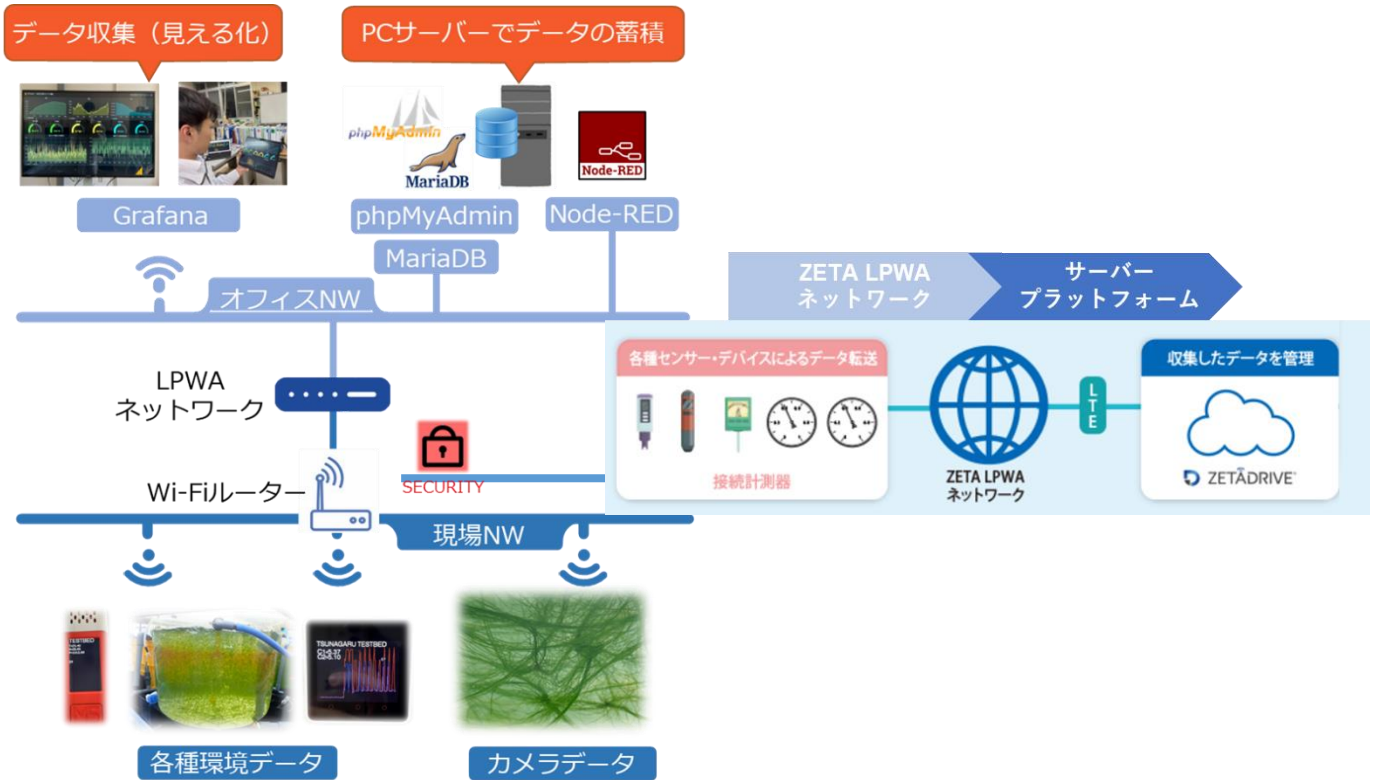 データ収集（見える化）
PCサーバーでデータの蓄積
phpMyAdmin
MariaDB
Node-RED
Grafana
phpMyAdmin
Node-RED
MariaDB
オフィスNW
LPWA
ネットワーク
SECURITY
Wi-Fiルーター
現場NW
TESTBED
TSUNAGARU TESTBED
各種環境データ
カメラデータ
ZETA LPWA
ネットワーク
サーバー
プラットフォーム
各種センサー・デバイスによるデータ転送
接続計測器
ZETA LPWA
ネットワーク
LTE
収集したデータを管理
ZETADRIVE